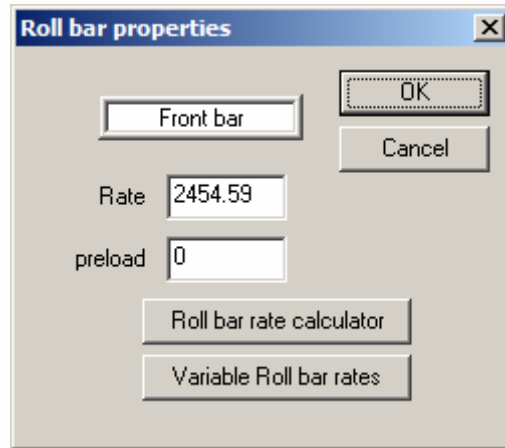 Roll bar properties
Front bar
OK
Cancel
Rate 2454.59
preload 0
Roll bar rate calculator
Variable Roll bar rates